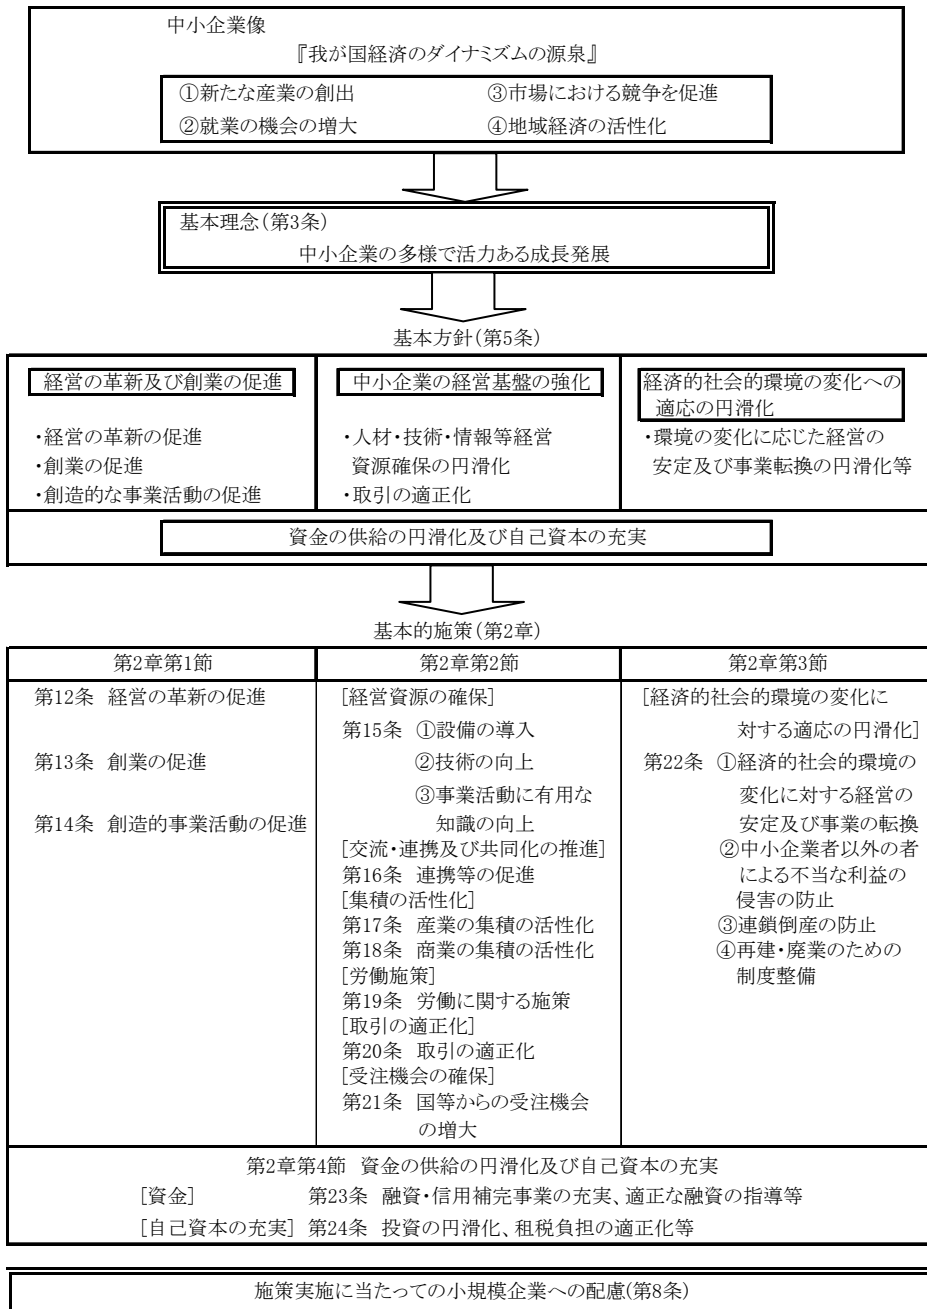 中小企業像
『我が国経済のダイナミズムの源泉』
①新たな産業の創出 ③市場における競争を促進
②就業の機会の増大 ④地域経済の活性化
基本理念(第3条)
中小企業の多様で活力ある成長発展
基本方針(第5条)
経営の革新及び創業の促進
・経営の革新の促進
・創業の促進
・創造的な事業活動の促進
中小企業の経営基盤の強化
・人材・技術・情報等経営
資源確保の円滑化
・取引の適正化
経済的社会的環境の変化への
適応の円滑化
・環境の変化に応じた経営の
安定及び事業転換の円滑化等
資金の供給の円滑化及び自己資本の充実
基本的施策(第2章)
第2章第1節
第12条 経営の革新の促進
第13条 創業の促進
第14条 創造的事業活動の促進
第2章第2節
[経営資源の確保]
第15条 ①設備の導入
②技術の向上
③事業活動に有用な
知識の向上
[交流・連携及び共同化の推進]
第16条 連携等の促進
[集積の活性化]
第17条 産業の集積の活性化
第18条 商業の集積の活性化
[労働施策]
第19条 労働に関する施策
[取引の適正化]
第20条 取引の適正化
[受注機会の確保]
第21条 国等からの受注機会
の増大
第2章第3節
[経済的社会的環境の変化に
対する適応の円滑化]
第22条 ①経済的社会的環境の
変化に対する経営の
安定及び事業の転換
②中小企業者以外の者
による不当な利益の
侵害の防止
③連鎖倒産の防止
④再建・廃業のための
制度整備
第2章第4節 資金の供給の円滑化及び自己資本の充実
[資金] 第23条 融資・信用補完事業の充実、適正な融資の指導等
[自己資本の充実] 第24条 投資の円滑化、租税負担の適正化等
施策実施に当たっての小規模企業への配慮(第8条)